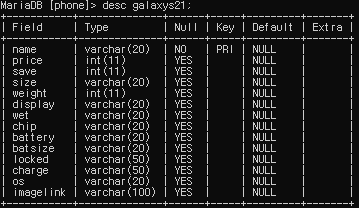 MariaDB [phone]> desc galaxys21;
+-----------+--------------+------+-----+---------+-------+
| Field     | Type         | Null | Key | Default | Extra |
+-----------+--------------+------+-----+---------+-------+
| name      | varchar(20)  | NO   | PRI | NULL    |       |
| price     | int(11)      | YES  |     | NULL    |       |
| save      | int(11)      | YES  |     | NULL    |       |
| size      | varchar(20)  | YES  |     | NULL    |       |
| weight    | int(11)      | YES  |     | NULL    |       |
| display   | varchar(20)  | YES  |     | NULL    |       |
| wet       | varchar(20)  | YES  |     | NULL    |       |
| chip      | varchar(20)  | YES  |     | NULL    |       |
| battery   | varchar(20)  | YES  |     | NULL    |       |
| batsize   | varchar(20)  | YES  |     | NULL    |       |
| locked    | varchar(50)  | YES  |     | NULL    |       |
| charge    | varchar(50)  | YES  |     | NULL    |       |
| os        | varchar(20)  | YES  |     | NULL    |       |
| imagelink | varchar(100) | YES  |     | NULL    |       |
+-----------+--------------+------+-----+---------+-------+